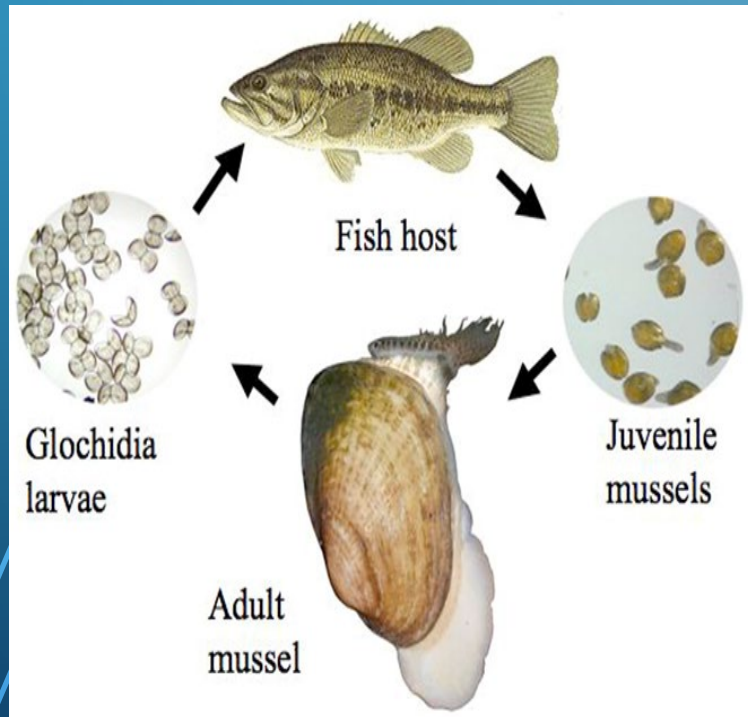 Fish host
Juvenile
mussels
Glochidia
larvae
Adult
mussel